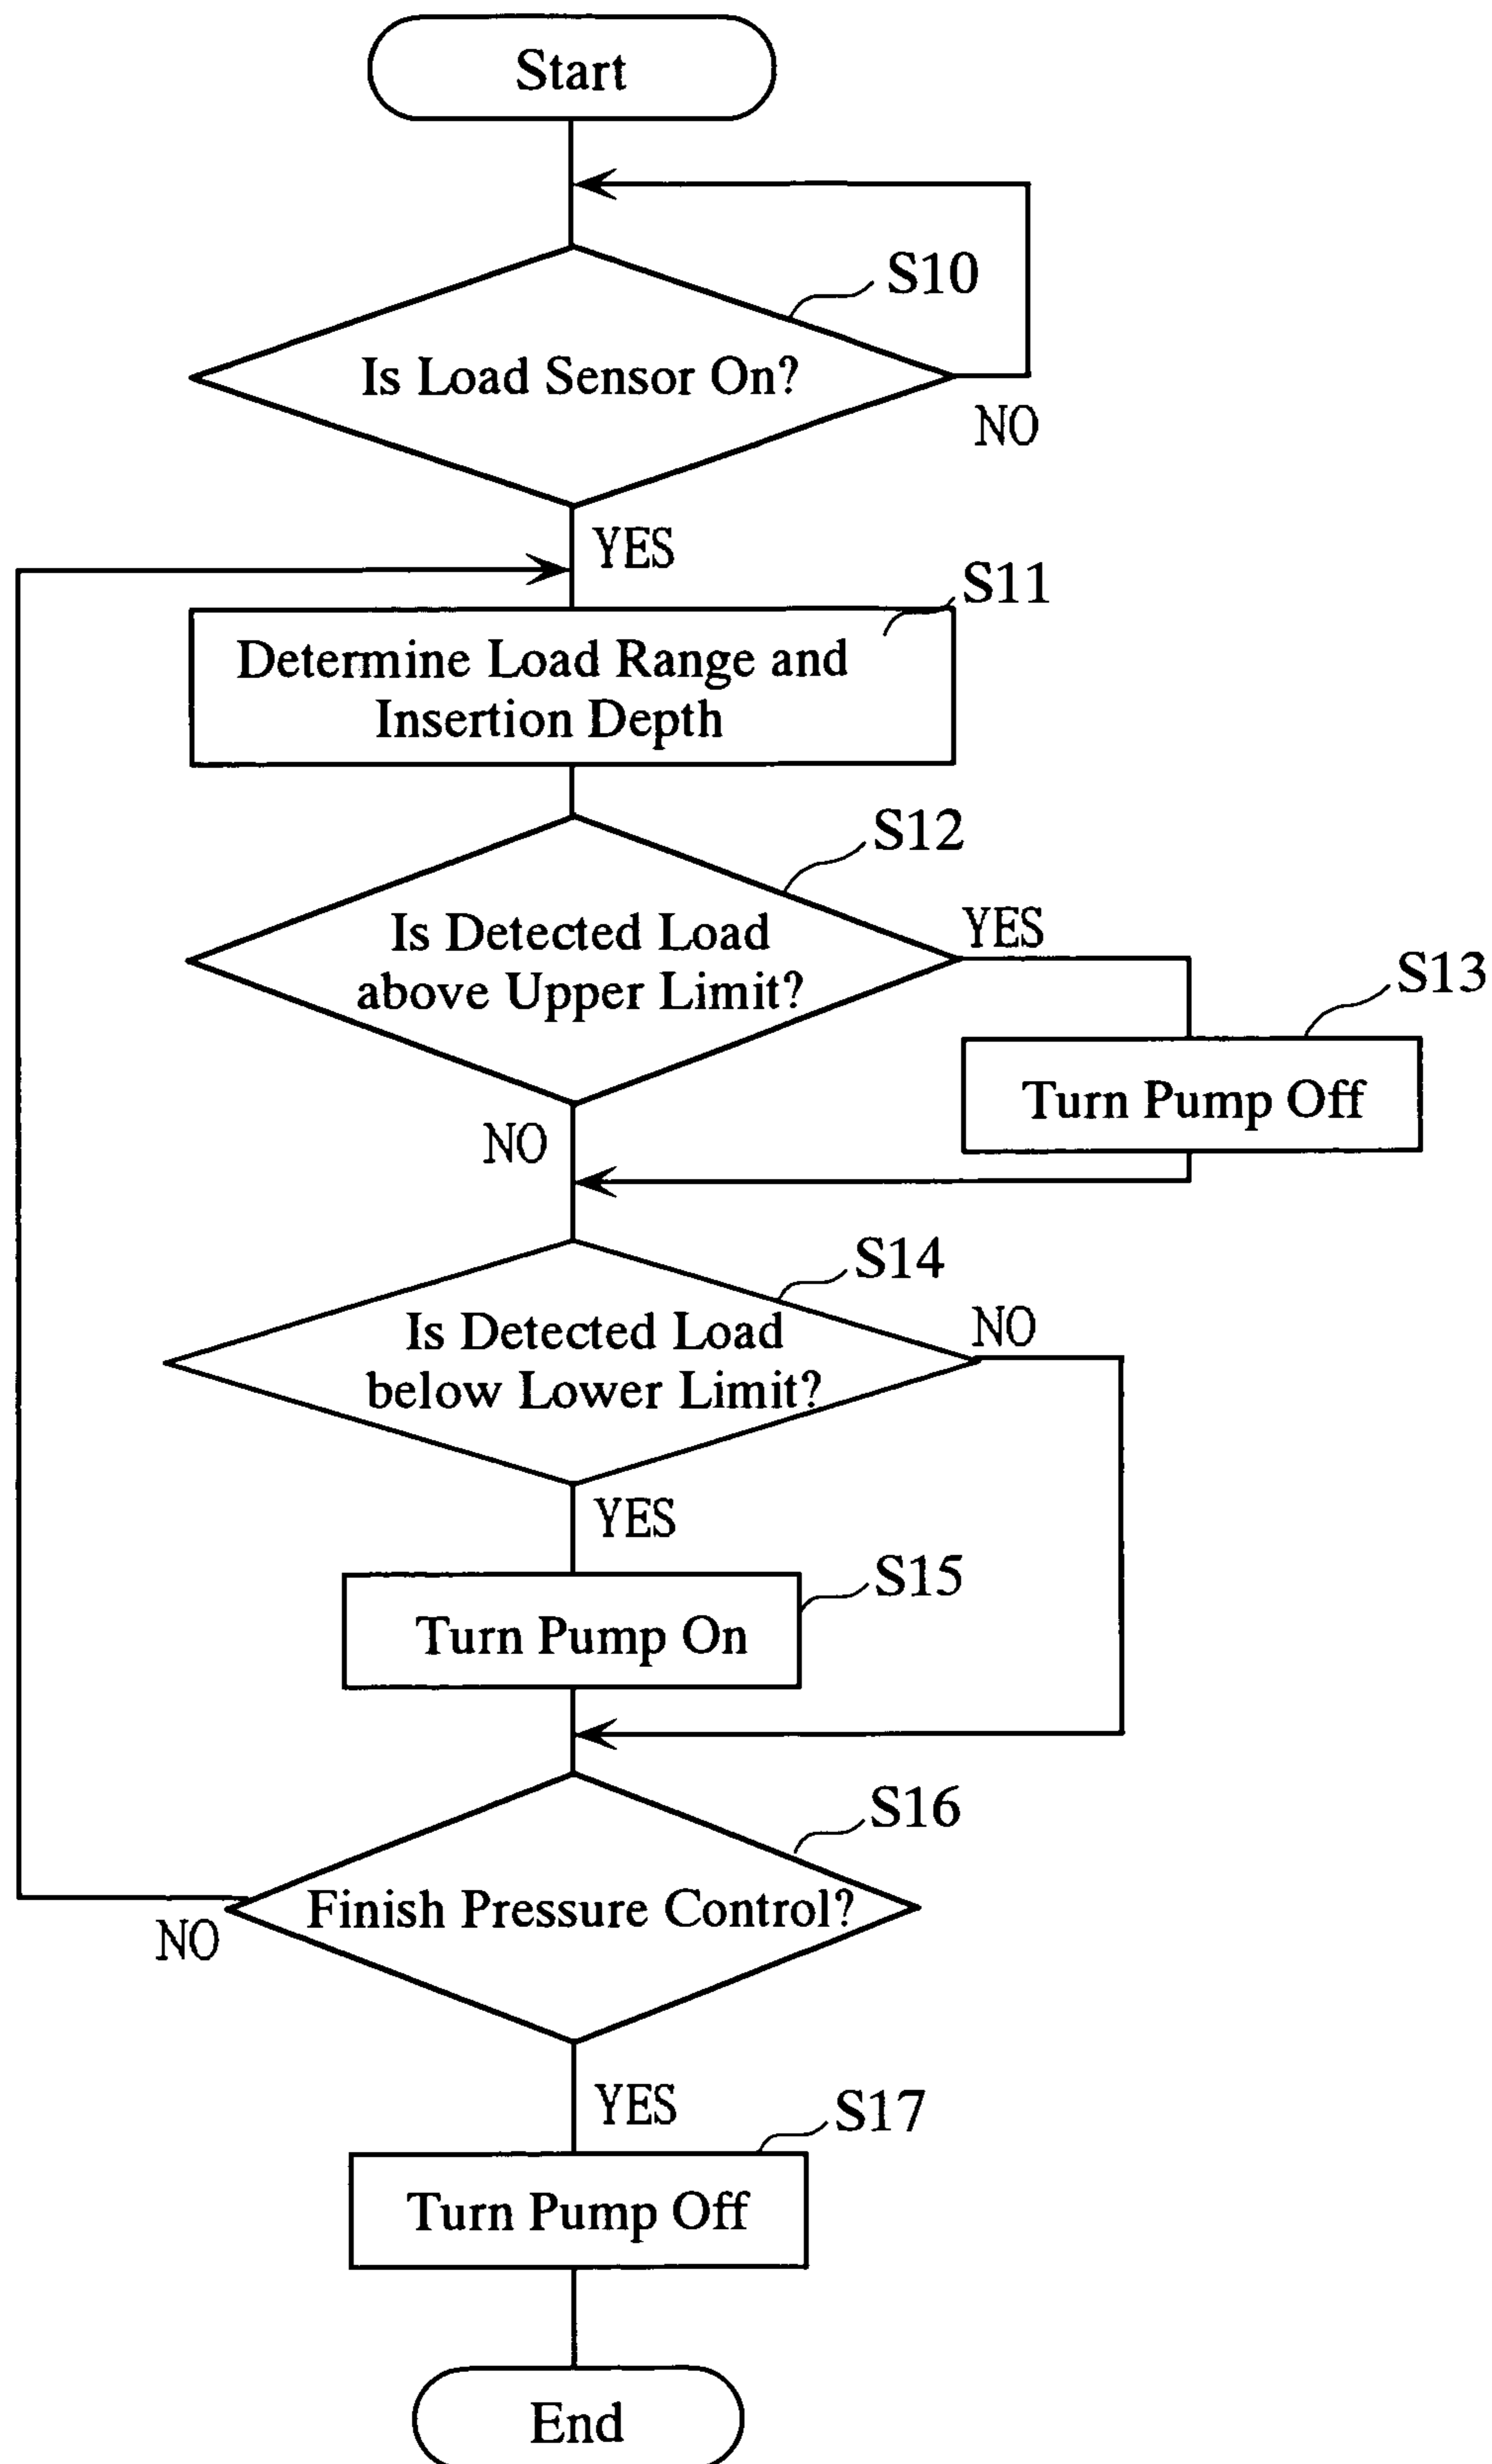 Start
S10
Is Load Sensor On?
NO
YES
S11
Determine Load Range and
Insertion Depth
S12
Is Detected Load
above Upper Limit?
YES
S13
Turn Pump Off
NO
S14
Is Detected Load
below Lower Limit?
NO
YES
S15
Turn Pump On
S16
Finish Pressure Control?
NO
YES
S17
Turn Pump Off
End